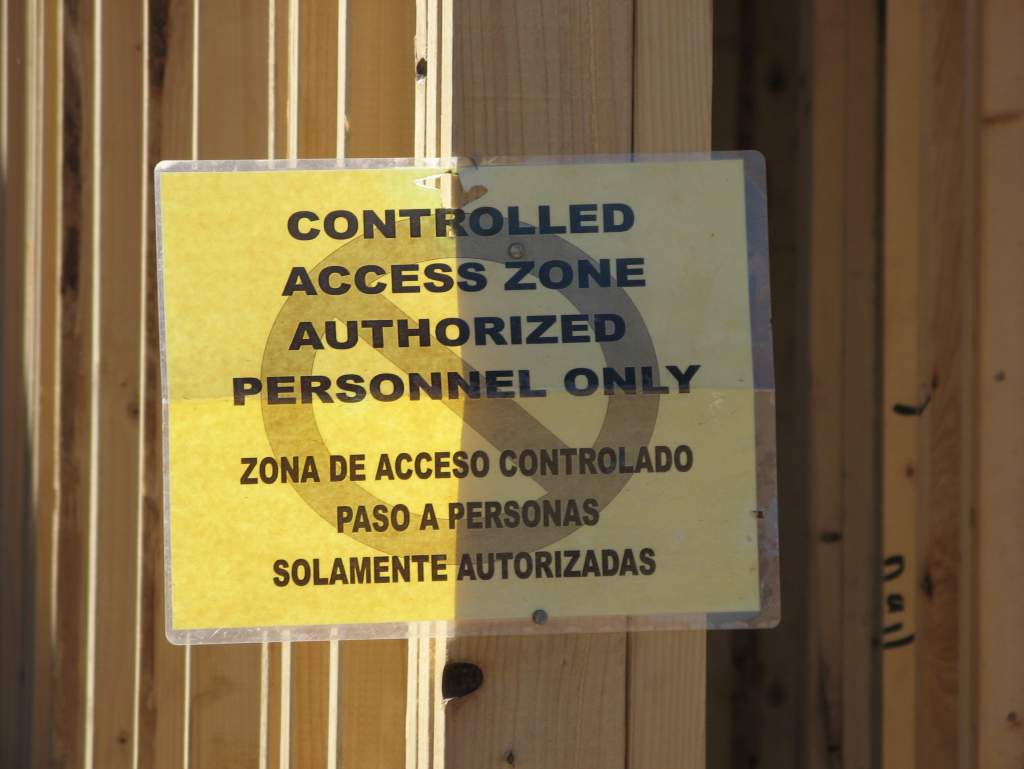 CONTROLLED
ACCESS ZONE
AUTHORIZED
PERSONNEL ONLY
ZONA DE ACCESO CONTROLADO
PASO A PERSONAS
SOLAMENTE AUTORIZADAS